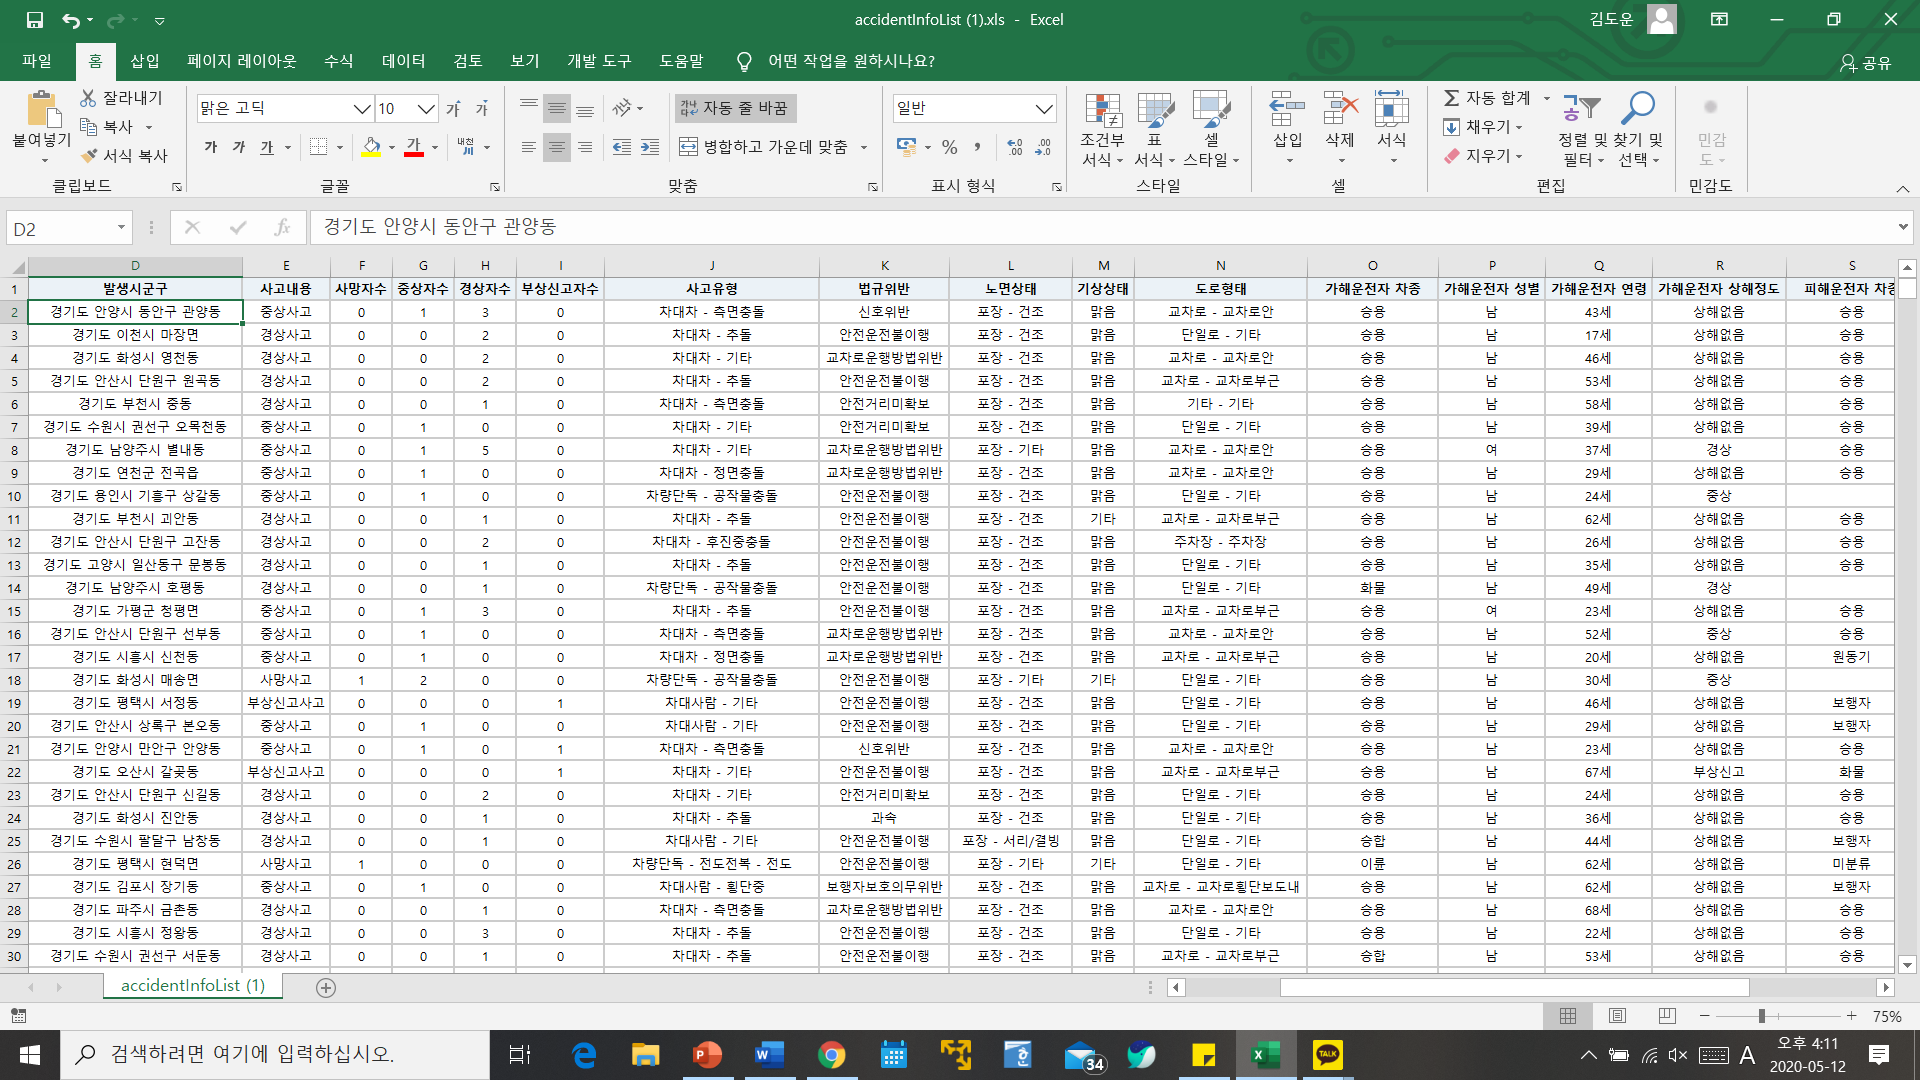 accidentInfoList (1).xls - Excel
김도운
파일 홈 삽입 페이지 레이아웃 수식 데이터 검토 보기 개발 도구 도움말 어떤 작업을 원하시나요? 공유
붙여넣기 잘라내기 복사 서식 복사 클립보드
맑은 고딕 10 가 가 가 가 가 가 내천 글꼴
자동 줄 바꿈 병합하고 가운데 맞춤 맞춤
일반 % 표시 형식
조건부 서식 표 서식 셀 스타일 스타일
삽입 삭제 서식 셀
자동 합계 채우기 지우기 정렬 및 필터 찾기 및 선택 편집
민감도 민감도
D2 fx 경기도 안양시 동안구 관양동
D E F G H I J K L M N O P Q R S
1 발생시군구 사고내용 사망자수 중상자수 경상자수 부상신고자수 사고유형 법규위반 노면상태 기상상태 도로형태 가해운전자 차종 가해운전자 성별 가해운전자 연령 가해운전자 상해정도 피해운전자 차종
2 경기도 안양시 동안구 관양동 중상사고 0 1 3 0 차대차 - 측면충돌 신호위반 포장 - 건조 맑음 교차로 - 교차로안 승용 남 43세 상해없음 승용
3 경기도 이천시 마장면 경상사고 0 0 2 0 차대차 - 추돌 안전운전불이행 포장 - 건조 맑음 단일로 - 기타 승용 남 17세 상해없음 승용
4 경기도 화성시 영천동 경상사고 0 0 2 0 차대차 - 기타 교차로운행방법위반 포장 - 건조 맑음 교차로 - 교차로안 승용 남 46세 상해없음 승용
5 경기도 안산시 단원구 원곡동 경상사고 0 0 2 0 차대차 - 추돌 안전운전불이행 포장 - 건조 맑음 교차로 - 교차로부근 승용 남 53세 상해없음 승용
6 경기도 부천시 중동 경상사고 0 0 1 0 차대차 - 측면충돌 안전거리미확보 포장 - 건조 맑음 기타 - 기타 승용 남 58세 상해없음 승용
7 경기도 수원시 권선구 오목천동 중상사고 0 1 0 0 차대차 - 기타 안전거리미확보 포장 - 건조 맑음 단일로 - 기타 승용 남 39세 상해없음 승용
8 경기도 남양주시 별내동 중상사고 0 1 5 0 차대차 - 기타 교차로운행방법위반 포장 - 기타 맑음 교차로 - 교차로안 승용 여 37세 경상 승용
9 경기도 연천군 전곡읍 중상사고 0 1 0 0 차대차 - 정면충돌 교차로운행방법위반 포장 - 건조 맑음 교차로 - 교차로안 승용 남 29세 상해없음 승용
10 경기도 용인시 기흥구 상갈동 중상사고 0 1 0 0 차량단독 - 공작물충돌 안전운전불이행 포장 - 건조 맑음 단일로 - 기타 승용 남 24세 중상
11 경기도 부천시 괴안동 경상사고 0 0 1 0 차대차 - 추돌 안전운전불이행 포장 - 건조 기타 교차로 - 교차로부근 승용 남 62세 상해없음 승용
12 경기도 안산시 단원구 고잔동 경상사고 0 0 2 0 차대차 - 후진중충돌 안전운전불이행 포장 - 건조 맑음 주차장 - 주차장 승용 남 26세 상해없음 승용
13 경기도 고양시 일산동구 문봉동 경상사고 0 0 1 0 차대차 - 추돌 안전운전불이행 포장 - 건조 맑음 단일로 - 기타 승용 남 35세 상해없음 승용
14 경기도 남양주시 호평동 경상사고 0 0 1 0 차량단독 - 공작물충돌 안전운전불이행 포장 - 건조 맑음 단일로 - 기타 화물 남 49세 경상
15 경기도 가평군 청평면 중상사고 0 1 3 0 차대차 - 추돌 안전운전불이행 포장 - 건조 맑음 교차로 - 교차로부근 승용 여 23세 상해없음 승용
16 경기도 안산시 단원구 선부동 중상사고 0 1 0 0 차대차 - 측면충돌 교차로운행방법위반 포장 - 건조 맑음 교차로 - 교차로안 승용 남 52세 중상 승용
17 경기도 시흥시 신천동 중상사고 0 1 0 0 차대차 - 정면충돌 교차로운행방법위반 포장 - 건조 맑음 교차로 - 교차로부근 승용 남 20세 상해없음 원동기
18 경기도 화성시 매송면 사망사고 1 2 0 0 차량단독 - 공작물충돌 안전운전불이행 포장 - 기타 기타 단일로 - 기타 승용 남 30세 중상
19 경기도 평택시 서정동 부상신고사고 0 0 0 1 차대사람 - 기타 안전운전불이행 포장 - 건조 맑음 단일로 - 기타 승용 남 46세 상해없음 보행자
20 경기도 안산시 상록구 본오동 중상사고 0 1 0 0 차대사람 - 기타 안전운전불이행 포장 - 건조 맑음 단일로 - 기타 승용 남 29세 상해없음 보행자
21 경기도 안양시 만안구 안양동 중상사고 0 1 0 1 차대차 - 측면충돌 신호위반 포장 - 건조 맑음 교차로 - 교차로안 승용 남 23세 상해없음 승용
22 경기도 오산시 갈곶동 부상신고사고 0 0 0 1 차대차 - 기타 안전운전불이행 포장 - 건조 맑음 교차로 - 교차로부근 승용 남 67세 부상신고 화물
23 경기도 안산시 단원구 신길동 경상사고 0 0 2 0 차대차 - 기타 안전거리미확보 포장 - 건조 맑음 단일로 - 기타 승용 남 24세 상해없음 승용
24 경기도 화성시 진안동 경상사고 0 0 1 0 차대차 - 추돌 과속 포장 - 건조 맑음 단일로 - 기타 승용 남 36세 상해없음 승용
25 경기도 수원시 팔달구 남창동 경상사고 0 0 1 0 차대사람 - 기타 안전운전불이행 포장 - 서리/결빙 맑음 단일로 - 기타 승합 남 44세 상해없음 보행자
26 경기도 평택시 현덕면 사망사고 1 0 0 0 차량단독 - 전도전복 - 전도 안전운전불이행 포장 - 기타 기타 단일로 - 기타 이륜 남 62세 상해없음 미분류
27 경기도 김포시 장기동 중상사고 0 1 0 0 차대사람 - 횡단중 보행자보호의무위반 포장 - 건조 맑음 교차로 - 교차로횡단보도내 승용 남 62세 상해없음 보행자
28 경기도 파주시 금촌동 경상사고 0 0 1 0 차대차 - 측면충돌 교차로운행방법위반 포장 - 건조 맑음 교차로 - 교차로안 승용 남 68세 상해없음 승용
29 경기도 시흥시 정왕동 경상사고 0 0 3 0 차대차 - 추돌 안전운전불이행 포장 - 건조 맑음 단일로 - 기타 승용 남 22세 상해없음 승용
30 경기도 수원시 권선구 서둔동 경상사고 0 0 1 0 차대차 - 추돌 안전운전불이행 포장 - 건조 맑음 교차로 - 교차로부근 승합 남 53세 상해없음 승용
accidentInfoList (1)
75%
검색하려면 여기에 입력하십시오.
34
TALK
A
오후 4:11
2020-05-12